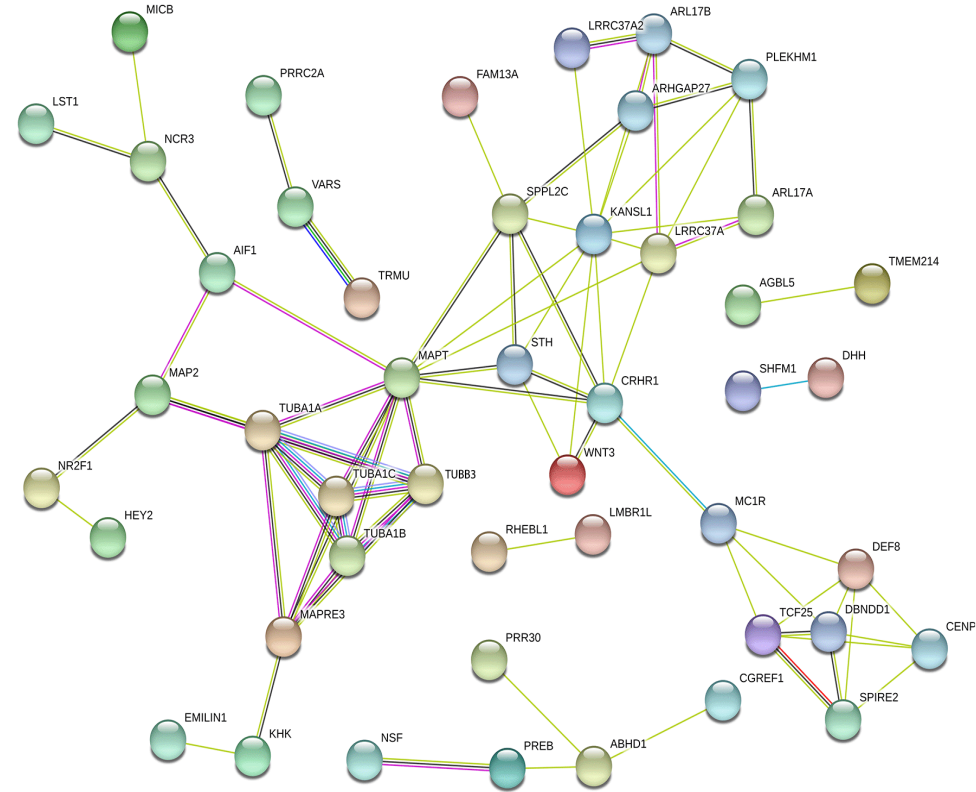 MICB
LRRC37A2
ARL17B
PLEKHM1
PRRC2A
FAM13A
LST1
ARHGAP27
NCR3
VARS
SPPL2C
KANSL1
ARL17A
LRRC37A
AIF1
TRMU
AGBL5
TMEM214
MAPT
STH
SHFM1
DHH
MAP2
CRHR1
TUBA1A
NR2F1
TUBA1C
TUBB3
WNT3
HEY2
TUBA1B
RHEBL1
LMBR1L
MC1R
DEF8
MAPRE3
TCF25
DBNDD1
CENP
PRR30
CGREF1
SPIRE2
EMILIN1
KHK
NSF
PREB
ABHD1